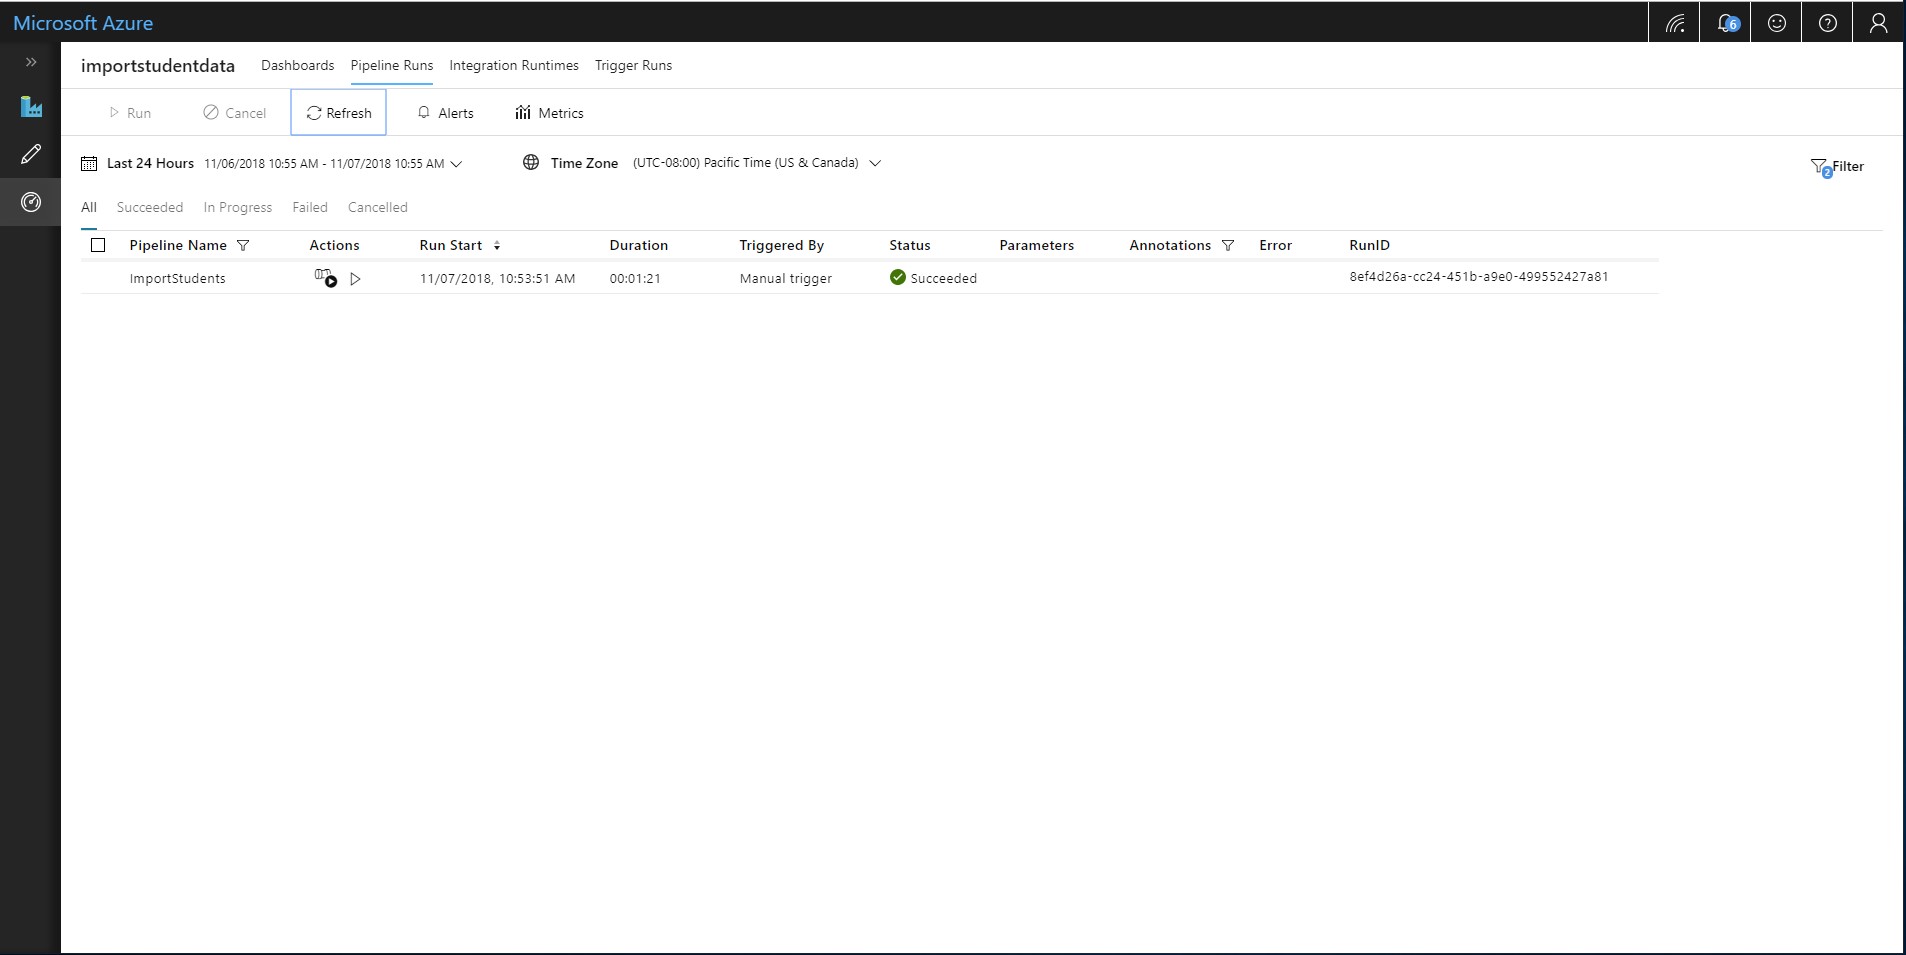 Microsoft Azure
6
importstudentdata Dashboards Pipeline Runs Integration Runtimes Trigger Runs
Run Cancel Refresh Alerts Metrics
Last 24 Hours 11/06/2018 10:55 AM - 11/07/2018 10:55 AM Time Zone (UTC-08:00) Pacific Time (US & Canada) 2 Filter
All Succeeded In Progress Failed Cancelled
Pipeline Name Actions Run Start Duration Triggered By Status Parameters Annotations Error RunID
ImportStudents 11/07/2018, 10:53:51 AM 00:01:21 Manual trigger Succeeded 8ef4d26a-cc24-451b-a9e0-499552427a81